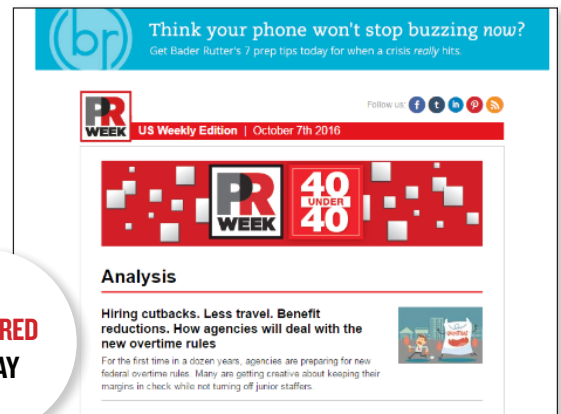 br
Think your phone won't stop buzzing now?
Get Bader Rutter's 7 prep tips today for when a crisis really hits.
Follow us:
PR
WEEK
US Weekly Edition | October 7th 2016
PR
WEEK
40
UNDER
40
Analysis
Hiring cutbacks. Less travel. Benefit
reductions. How agencies will deal with the
new overtime rules
For the first time in a dozen years, agencies are preparing for new
federal overtime rules. Many are getting creative about keeping their
margins in check while not turning off junior staffers.
RED
AY